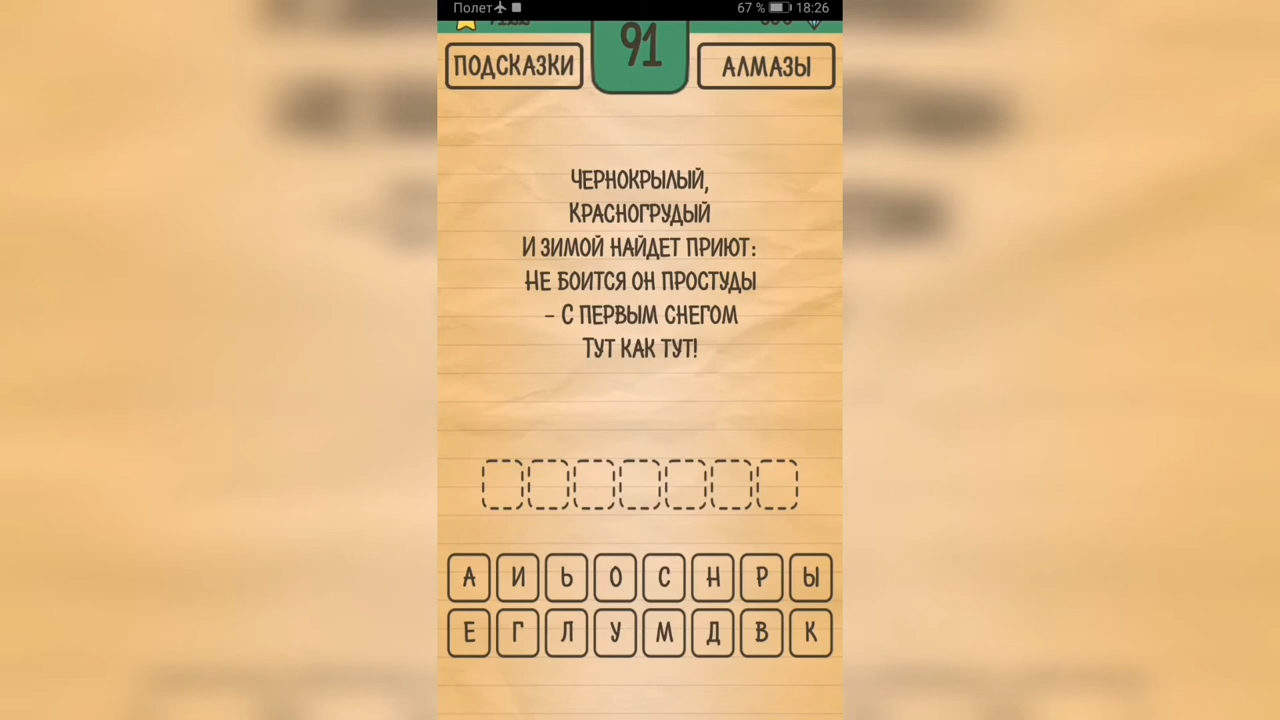 Полет
67 % 18:26
ПОДСКАЗКИ
91
АЛМАЗЫ
ЧЕРНОКРЫЛЫЙ,
КРАСНОГРУДЫЙ
И ЗИМОЙ НАЙДЕТ ПРИЮТ:
НЕ БОИТСЯ ОН ПРОСТУДЫ
- С ПЕРВЫМ СНЕГОМ
ТУТ КАК ТУТ!
А И Ь О С Н Р Ы
Е Г Л У М Д В К